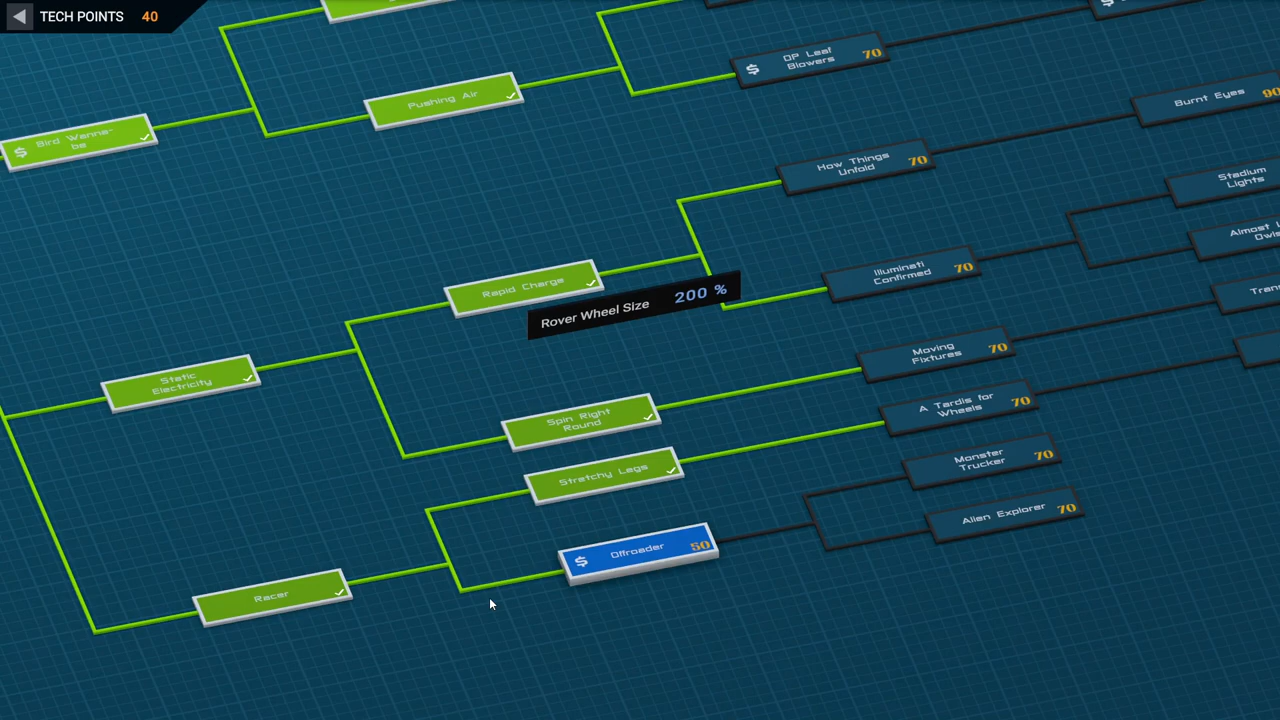 TECH POINTS 40
$
OP Leaf
Blowers
$ 70
Pushing Air
Burnt Eyes
90
$ Bird Wanna-
be
How Things
Unfold
70
Stadium
Lights
Almost
Illuminati
Confirmed
70
Rapid Charge
Rover Wheel Size 200 %
Moving
Fixtures
70
Static
Electricity
A Tardis for
Wheels
70
Spin Right
Round
Monster
Trucker
70
Stretchy Legs
Alien Explorer 70
$ Offroader 50
Racer